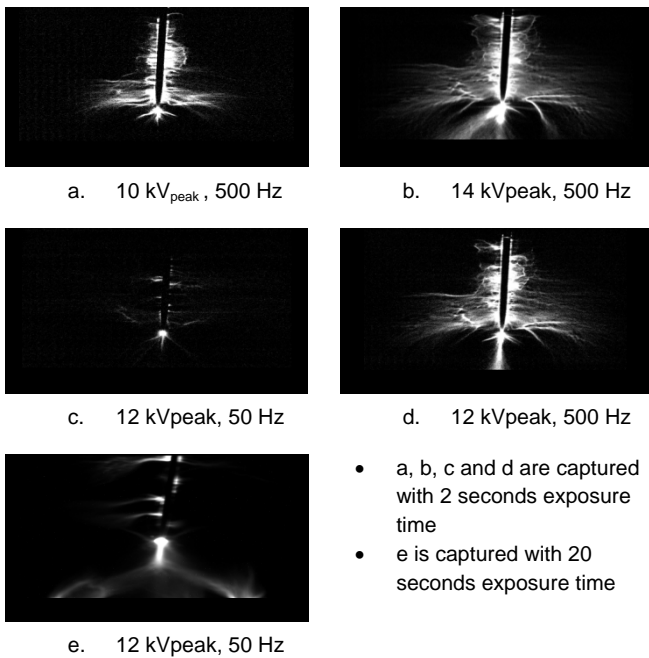 a. 10 kVpeak , 500 Hz
b. 14 kVpeak, 500 Hz
c. 12 kVpeak, 50 Hz
d. 12 kVpeak, 500 Hz
• a, b, c and d are captured
with 2 seconds exposure
time
• e is captured with 20
seconds exposure time
e. 12 kVpeak, 50 Hz